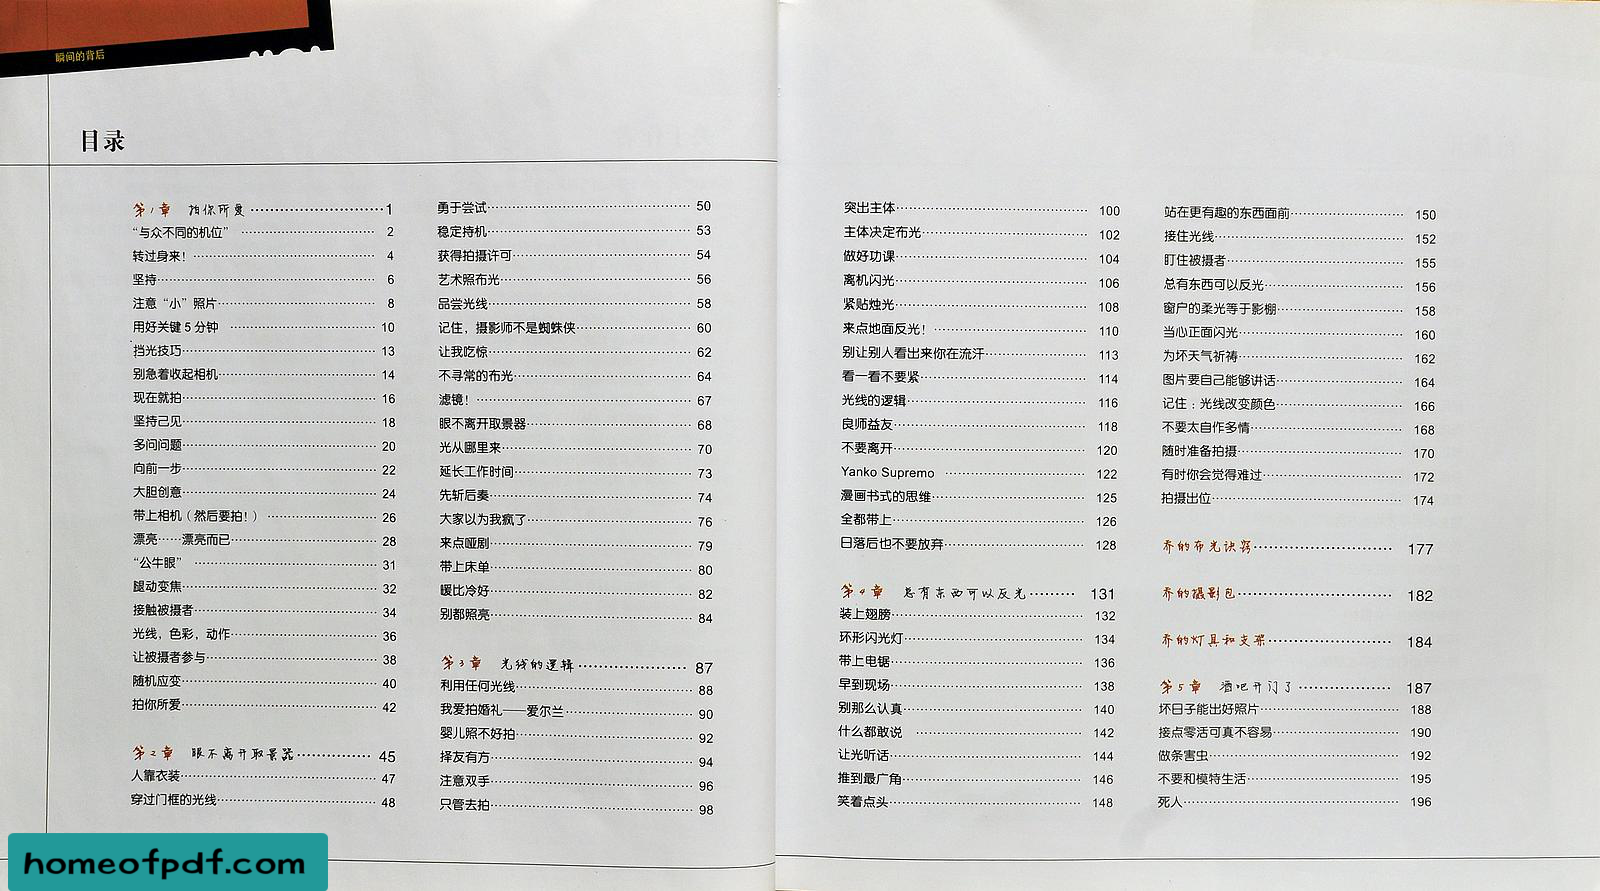 瞬间的背后
目录
第1章 拍你所爱 1
“与众不同的机位” 2
转过身来！ 4
坚持 6
注意“小”照片 8
用好关键 5 分钟 10
挡光技巧 13
别急着收起相机 14
现在就拍 16
坚持己见 18
多问问题 20
向前一步 22
大胆创意 24
带上相机（然后要拍！） 26
漂亮……漂亮而已 28
“公牛眼” 31
腿动变焦 32
接触被摄者 34
光线，色彩，动作 36
让被摄者参与 38
随机应变 40
拍你所爱 42
第2章 眼不离开取景器 45
人靠衣装 47
穿过门框的光线 48
勇于尝试 50
稳定持机 53
获得拍摄许可 54
艺术照布光 56
品尝光线 58
记住，摄影师不是蜘蛛侠 60
让我吃惊 62
不寻常的布光 64
滤镜！ 67
眼不离开取景器 68
光从哪里来 70
延长工作时间 73
先斩后奏 74
大家以为我疯了 76
来点哑剧 79
带上床单 80
暖比冷好 82
别都照亮 84
第3章 光线的逻辑 87
利用任何光线 88
我爱拍婚礼——爱尔兰 90
婴儿照不好拍 92
择友有方 94
注意双手 96
只管去拍 98
突出主体 100
主体决定布光 102
做好功课 104
离机闪光 106
紧贴烛光 108
来点地面反光！ 110
别让别人看出来你在流汗 113
看一看不要紧 114
光线的逻辑 116
良师益友 118
不要离开 120
Yanko Supremo 122
漫画书式的思维 125
全都带上 126
日落后也不要放弃 128
第4章 总有东西可以反光 131
装上翅膀 132
环形闪光灯 134
带上电锯 136
早到现场 138
别那么认真 140
什么都敢说 142
让光听话 144
推到最广角 146
笑着点头 148
站在更有趣的东西面前 150
接住光线 152
盯住被摄者 155
总有东西可以反光 156
窗户的柔光等于影棚 158
当心正面闪光 160
为坏天气祈祷 162
图片要自己能够讲话 164
记住：光线改变颜色 166
不要太自作多情 168
随时准备拍摄 170
有时你会觉得难过 172
拍摄出位 174
乔的布光诀窍 177
乔的摄影包 182
乔的灯具和支架 184
第5章 酒吧开门了 187
坏日子能出好照片 188
接点零活可真不容易 190
做条害虫 192
不要和模特生活 195
死人 196
homeofpdf.com